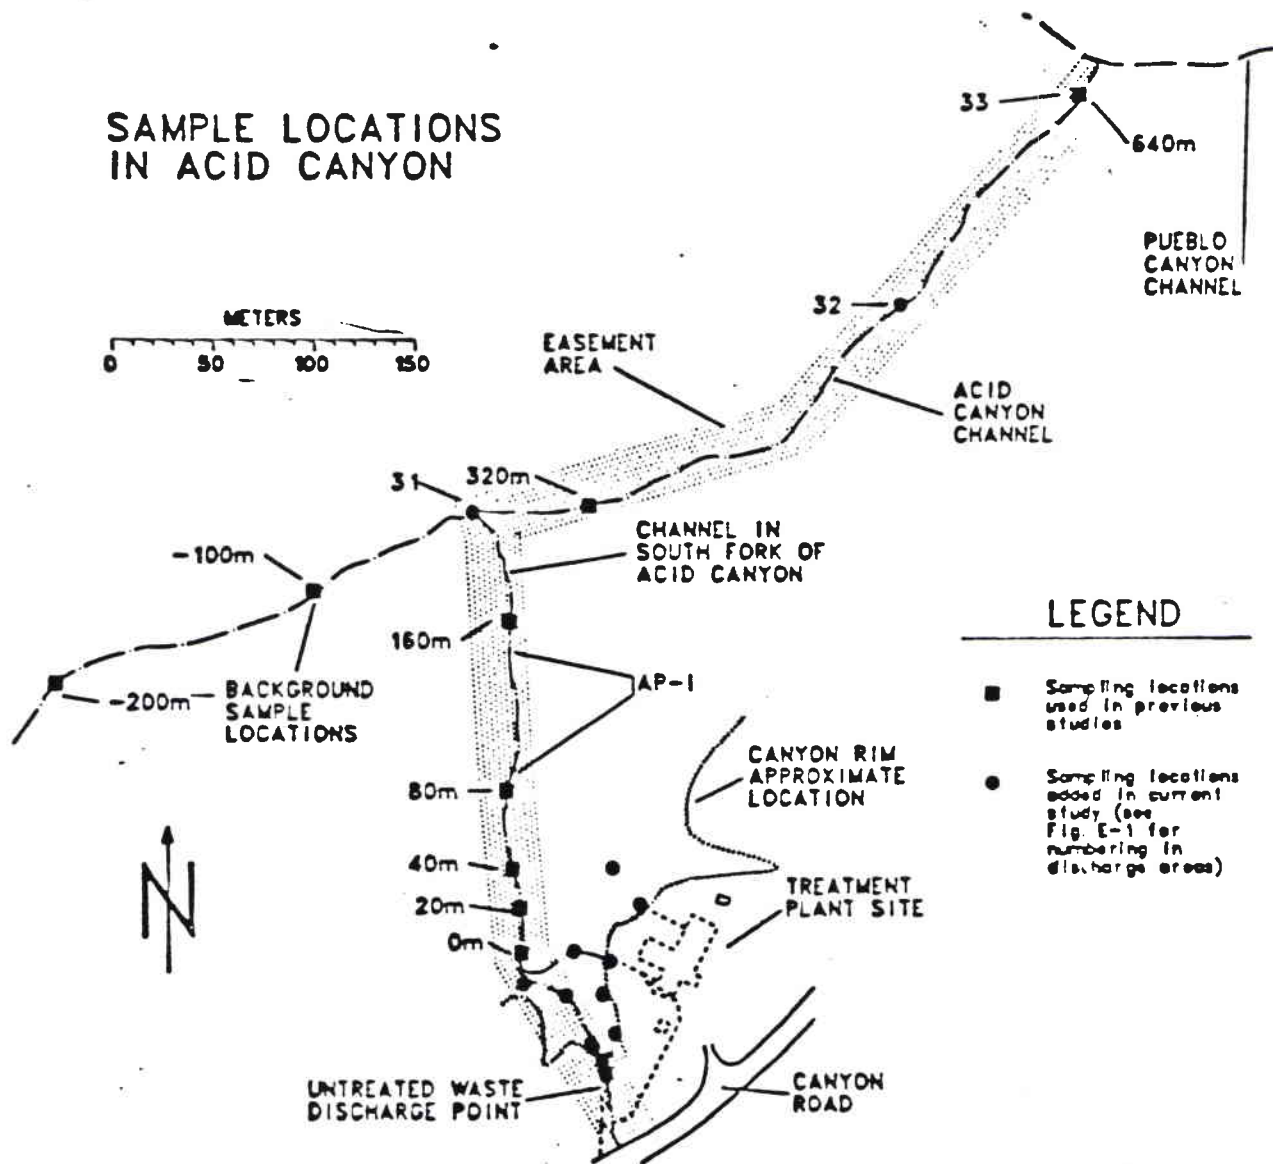 SAMPLE LOCATIONS
IN ACID CANYON
METERS
0 50 100 150
33
640m
PUEBLO
CANYON
CHANNEL
32
EASEMENT
AREA
ACID
CANYON
CHANNEL
31
320m
CHANNEL IN
SOUTH FORK OF
ACID CANYON
-100m
160m
-200m
BACKGROUND
SAMPLE
LOCATIONS
AP-1
LEGEND
Sampling locations
used in previous
studies
Sampling locations
added in current
study (see
Fig. E-1 for
numbering in
discharge areas)
80m
CANYON RIM
APPROXIMATE
LOCATION
40m
20m
0m
TREATMENT
PLANT SITE
N
UNTREATED WASTE
DISCHARGE POINT
CANYON
ROAD